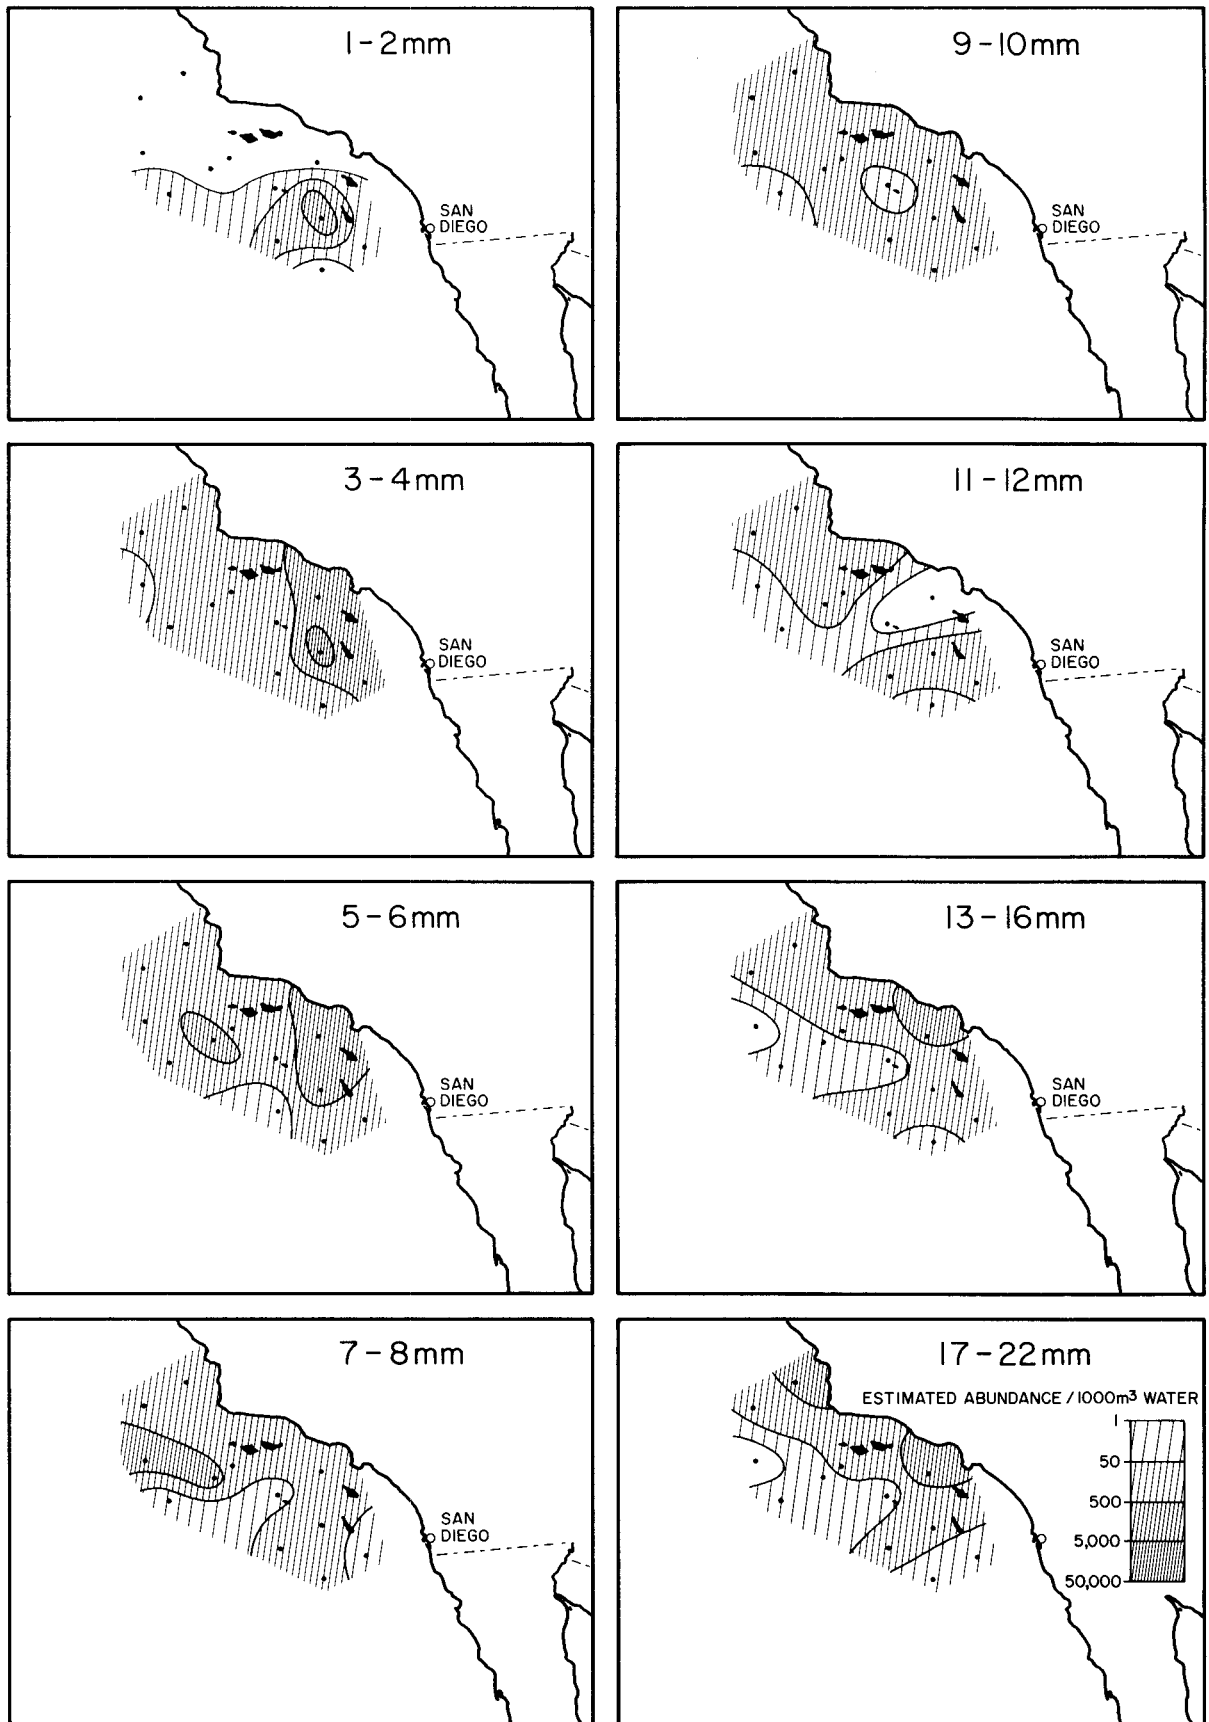 1-2mm
SAN
DIEGO
9-10mm
SAN
DIEGO
3-4mm
SAN
DIEGO
11-12mm
SAN
DIEGO
5-6mm
SAN
DIEGO
13-16mm
SAN
DIEGO
7-8mm
SAN
DIEGO
17-22mm
ESTIMATED ABUNDANCE / 1000m³ WATER
1
50
500
5,000
50,000